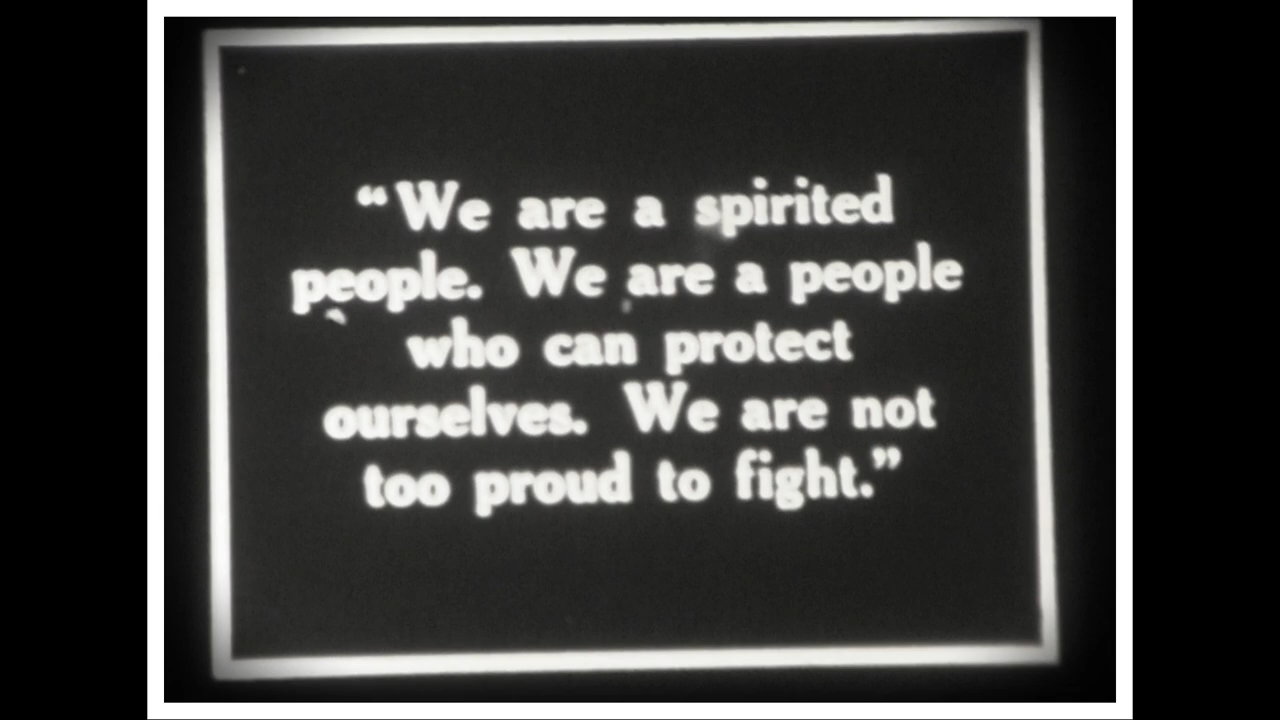 “We are a spirited
people. We are a people
who can protect
ourselves. We are not
too proud to fight.”